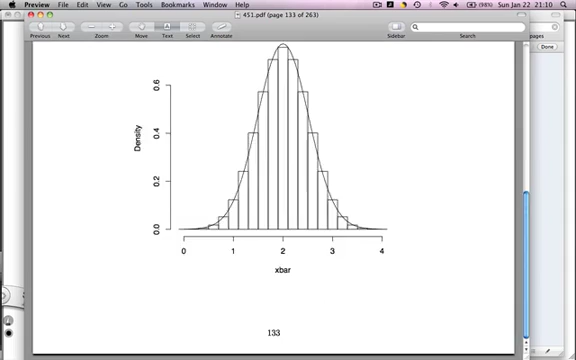 Preview File Edit View Go Tools Bookmarks Window Help (98%) Sun Jan 22 21:10
451.pdf (page 133 of 263)
Previous Next Zoom Move Text Select Annotate Sidebar Search
pages
Done
Density
0.6
0.4
0.2
0.0
0 1 2 3 4
xbar
133